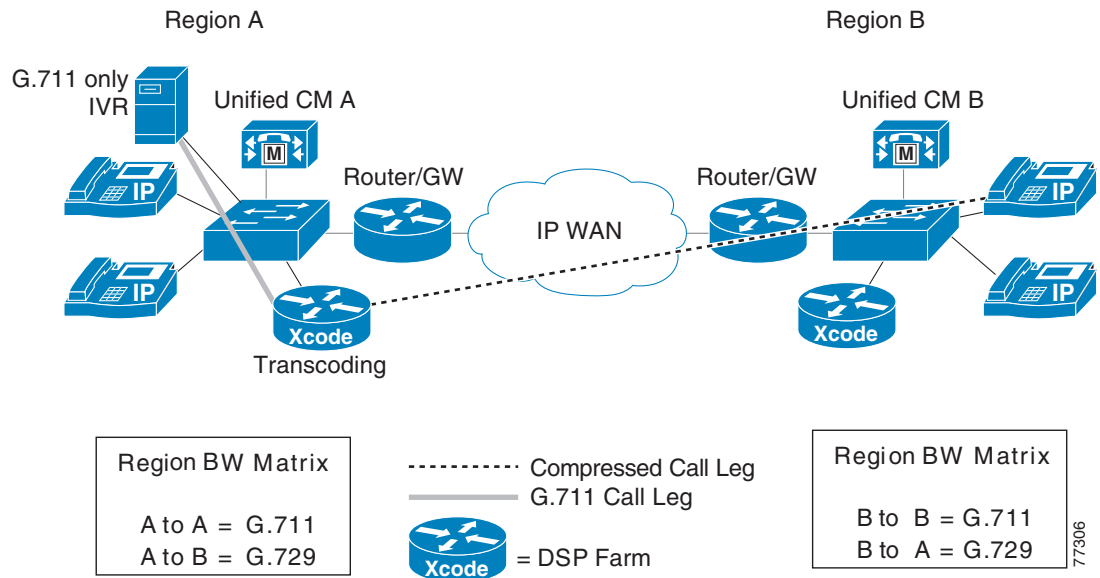 Region A
Region B
G.711 only
IVR
Unified CM A
Unified CM B
M
M
Router/GW
Router/GW
IP
IP
IP WAN
IP
IP
Xcode
Xcode
Transcoding
Region BW Matrix
A to A = G.711
A to B = G.729
Compressed Call Leg
G.711 Call Leg
Xcode
= DSP Farm
Region BW Matrix
B to B = G.711
B to A = G.729
77306